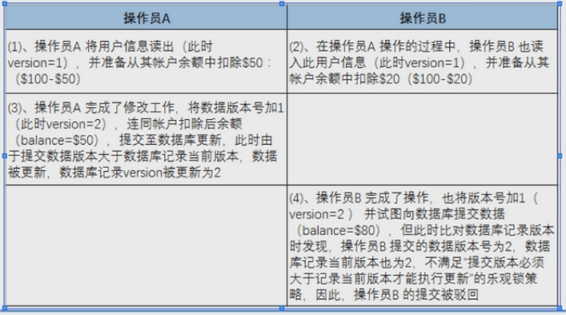 操作员A
操作员B
(1)、操作员A 将用户信息读出（此时
version=1），并准备从其帐户余额中扣除$50：
（$100-$50）
(2)、在操作员A 操作的过程中，操作员B 也读
入此用户信息（此时version=1），并准备从其
帐户余额中扣除$20（$100-$20）
(3)、操作员A 完成了修改工作，将数据版本号加1
（此时version=2），连同帐户扣除后余额
（balance=$50），提交至数据库更新，此时由
于提交数据版本大于数据库记录当前版本，数据
被更新，数据库记录version被更新为2
(4)、操作员B 完成了操作，也将版本号加1（
version=2 ） 并试图向数据库提交数据
（balance=$80），但此时比对数据库记录版本
时发现，操作员B 提交的数据版本号为2，数据
库记录当前版本也为2，不满足“提交版本必须
大于记录当前版本才能执行更新”的乐观锁策
略，因此，操作员B 的提交被驳回